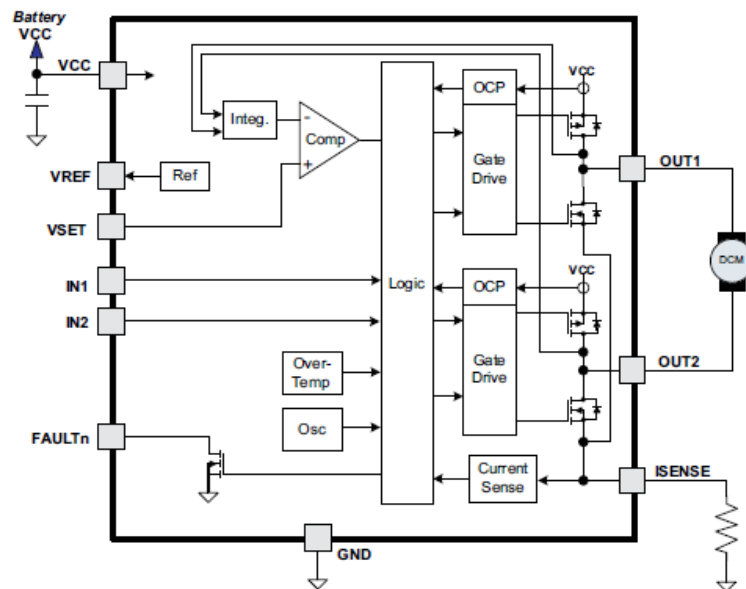 Battery
VCC
VCC
VREF
VSET
IN1
IN2
FAULTn
Integ.
-
Comp
+
Ref
Logic
Over-
Temp
Osc
OCP
VCC
Gate
Drive
OCP
VCC
Gate
Drive
Current
Sense
OUT1
DCM
OUT2
ISENSE
GND